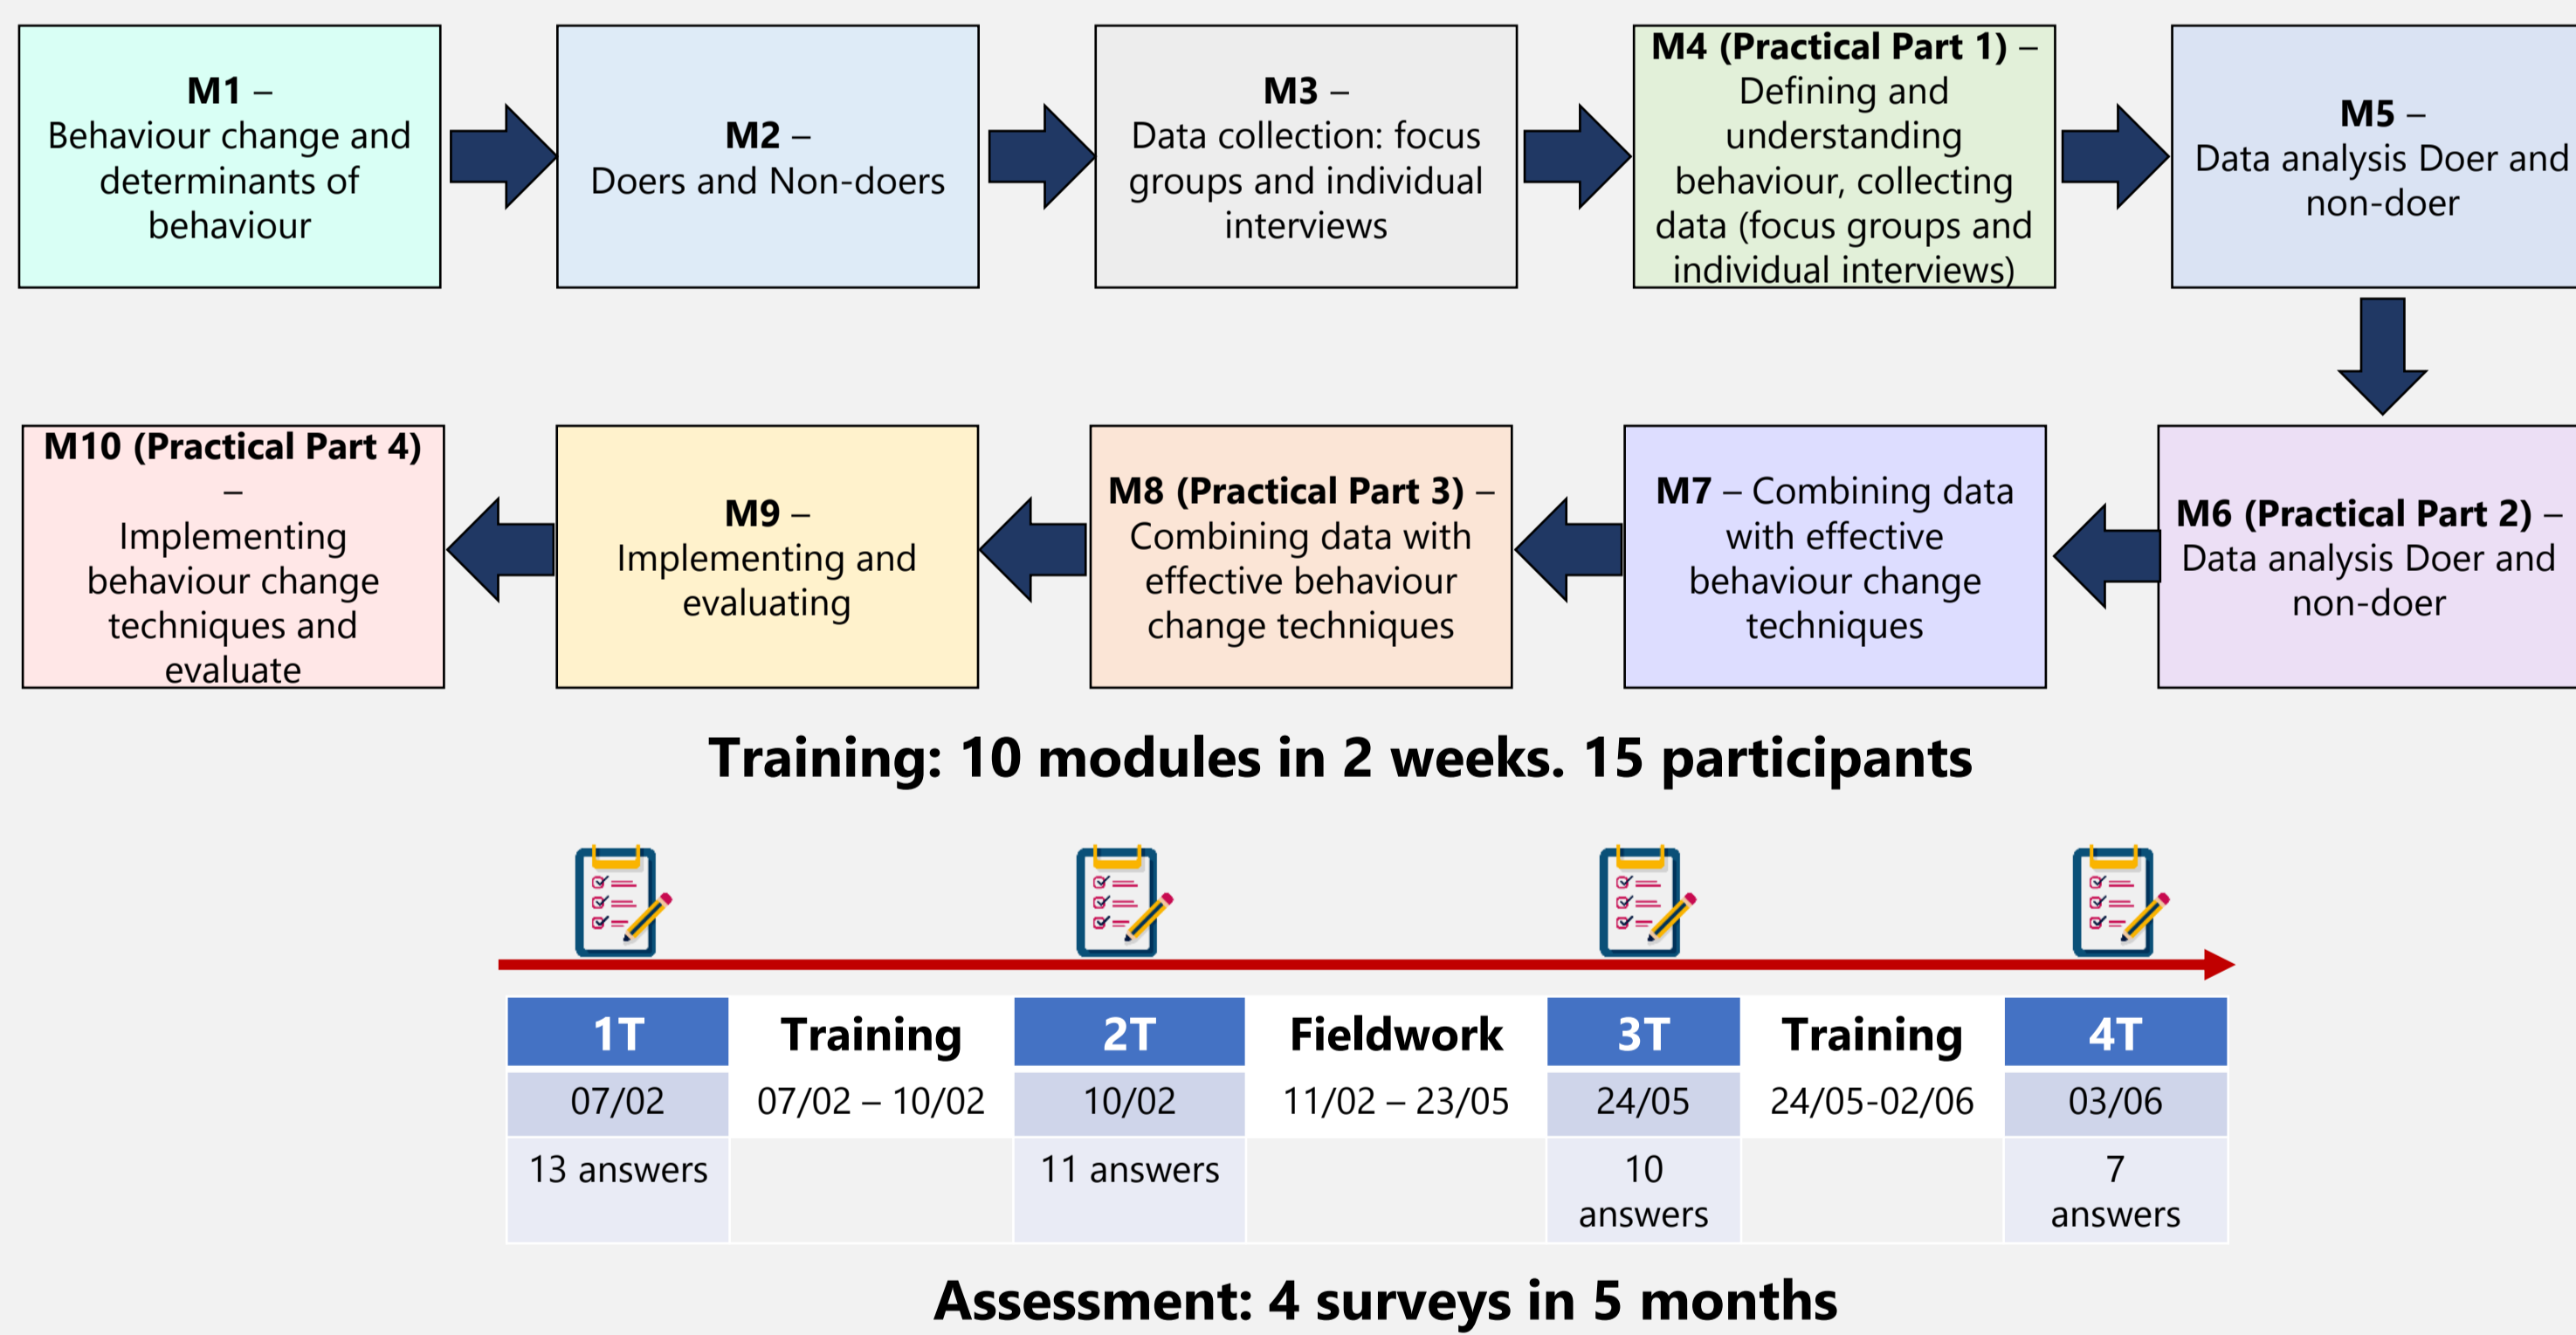 M1 –
Behaviour change and
determinants of
behaviour
M2 –
Doers and Non-doers
M3 –
Data collection: focus
groups and individual
interviews
M4 (Practical Part 1) –
Defining and
understanding
behaviour, collecting
data (focus groups and
individual interviews)
M5 –
Data analysis Doer and
non-doer
M10 (Practical Part 4)
–
Implementing
behaviour change
techniques and
evaluate
M9 –
Implementing and
evaluating
M8 (Practical Part 3) –
Combining data with
effective behaviour
change techniques
M7 – Combining data
with effective
behaviour change
techniques
M6 (Practical Part 2) –
Data analysis Doer and
non-doer
Training: 10 modules in 2 weeks. 15 participants
1T Training 2T Fieldwork 3T Training 4T
07/02 07/02 – 10/02 10/02 11/02 – 23/05 24/05 24/05-02/06 03/06
13 answers 11 answers 10 answers 7 answers
Assessment: 4 surveys in 5 months